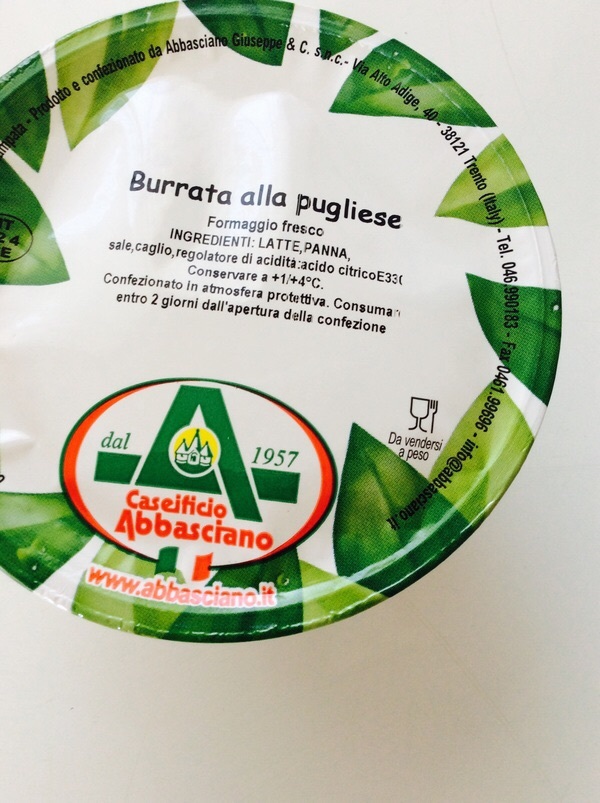 Prodotto e confezionato da Abbasciano Giuseppe & C. s.n.c.- Via Alto Adige, 40 - 38121 Trento (Italy) - Tel. 046.990183 - Fax 0461.99696 - info@abbasciano.it
Burrata alla pugliese
Formaggio fresco
INGREDIENTI: LATTE,PANNA,
sale,caglio,regolatore di acidità:acido citricoE330
Conservare a +1/+4°C.
Confezionato in atmosfera protettiva. Consumar
entro 2 giorni dall'apertura della confezione
Da vendersi
a peso
dal 1957
A
Caseificio
Abbasciano
www.abbasciano.it